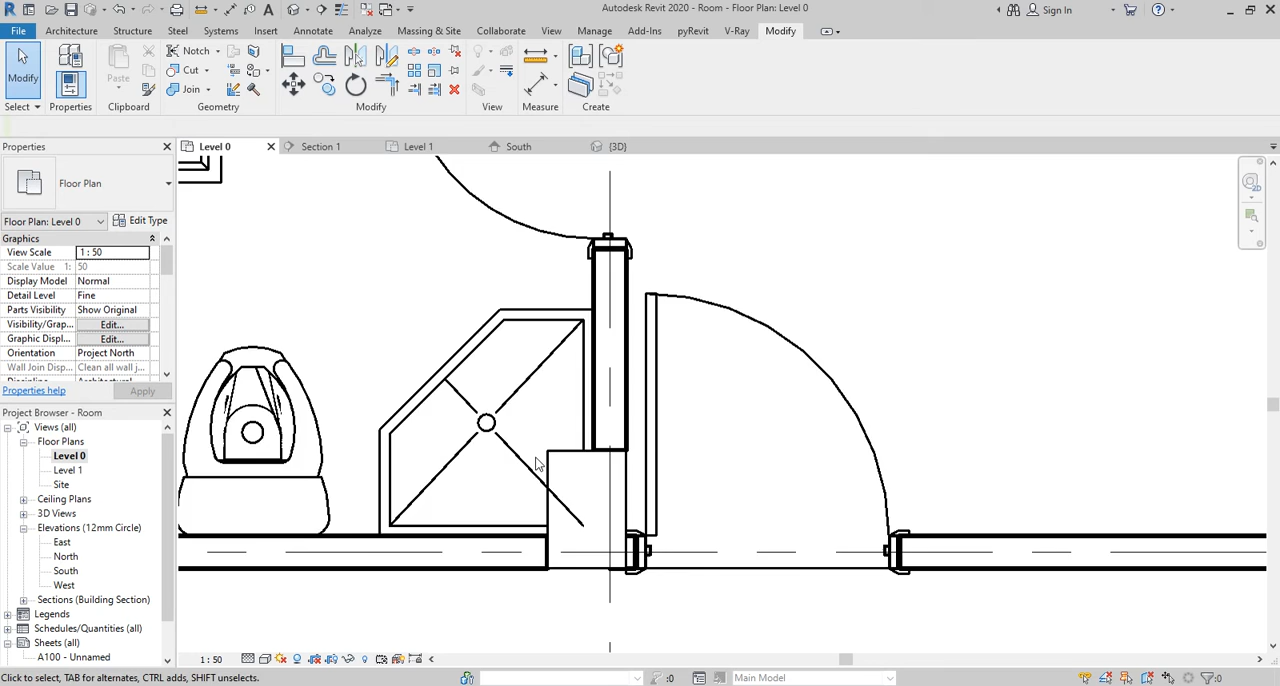 Autodesk Revit 2020 - Room - Floor Plan: Level 0
Sign In
File Architecture Structure Steel Systems Insert Annotate Analyze Massing & Site Collaborate View Manage Add-Ins pyRevit V-Ray Modify
Modify
Paste
Notch
Cut
Join
Select Properties Clipboard Geometry Modify View Measure Create
Properties
Level 0 Section 1 Level 1 South {3D}
Floor Plan
Floor Plan: Level 0 Edit Type
Graphics
View Scale 1 : 50
Scale Value 1: 50
Display Model Normal
Detail Level Fine
Parts Visibility Show Original
Visibility/Grap... Edit...
Graphic Displ... Edit...
Orientation Project North
Wall Join Disp... Clean all wall j...
Discipline Architectural
Properties help Apply
Project Browser - Room
Views (all)
Floor Plans
Level 0
Level 1
Site
Ceiling Plans
3D Views
Elevations (12mm Circle)
East
North
South
West
Sections (Building Section)
Legends
Schedules/Quantities (all)
Sheets (all)
A100 - Unnamed
1 : 50
Click to select, TAB for alternates, CTRL adds, SHIFT unselects.
:0
Main Model
:0